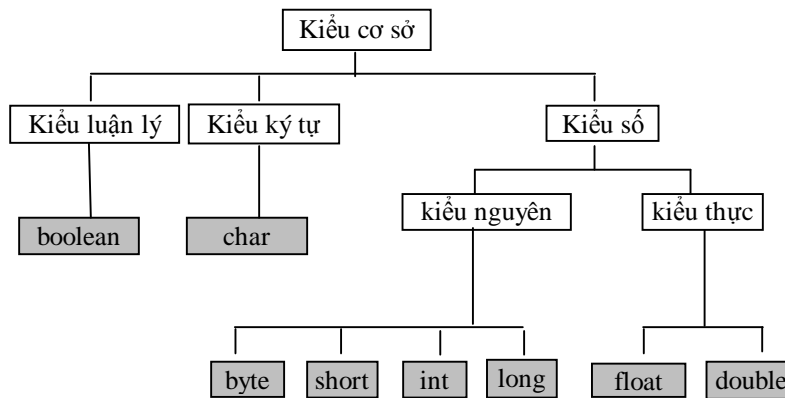 Kiểu cơ sở
Kiểu luận lý
Kiểu ký tự
Kiểu số
kiểu nguyên
kiểu thực
boolean
char
byte
short
int
long
float
double